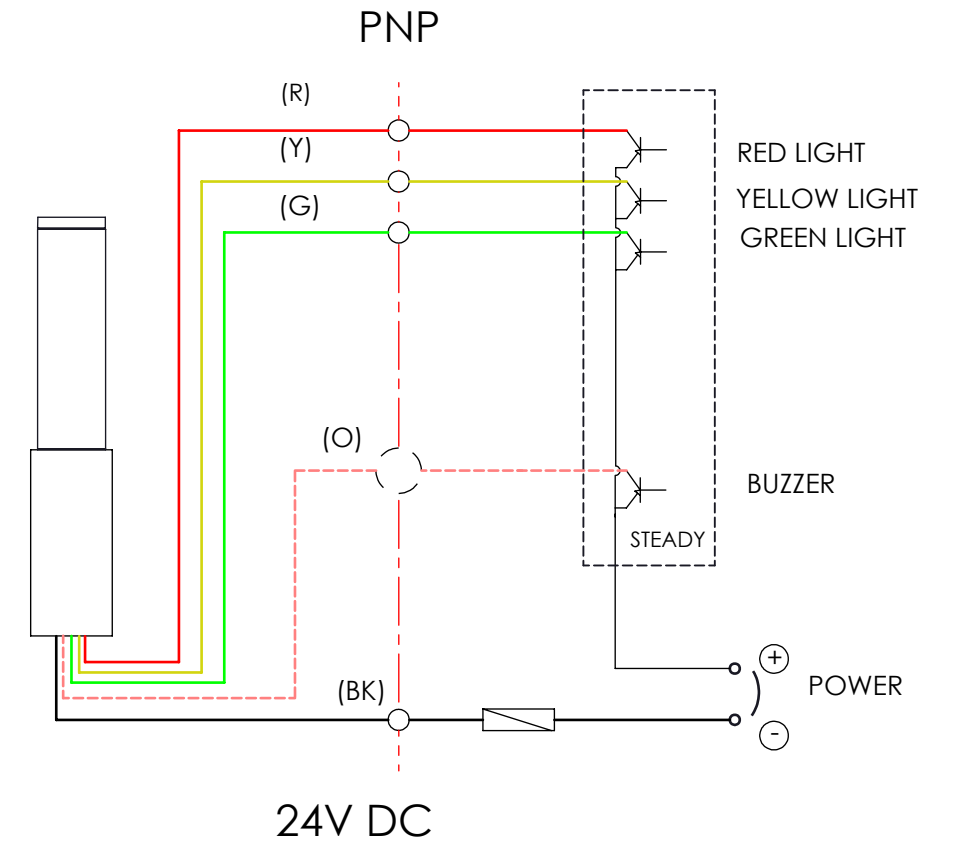 PNP
(R)
(Y)
(G)
RED LIGHT
YELLOW LIGHT
GREEN LIGHT
(O)
BUZZER
STEADY
(BK)
+
POWER
-
24V DC